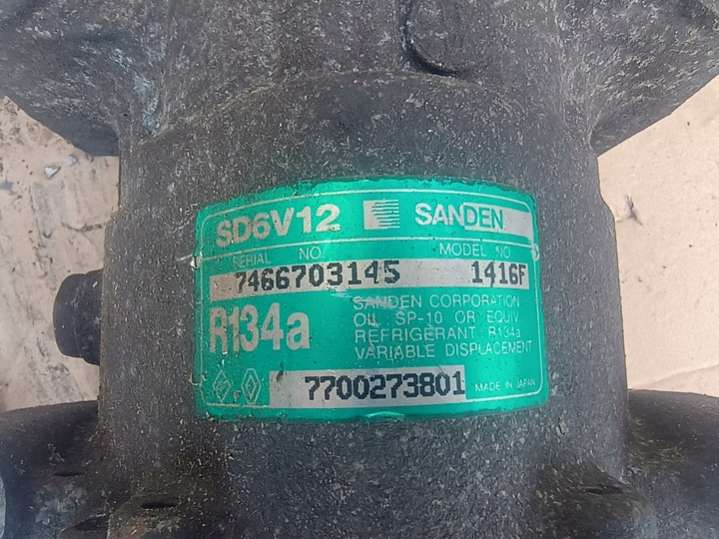 SD6V12 SANDEN
SERIAL NO. MODEL NO
7466703145 1416F
R134a
SANDEN CORPORATION
OIL SP-10 OR EQUIV
REFRIGERANT R134a
VARIABLE DISPLACEMENT
7700273801 MADE IN JAPAN